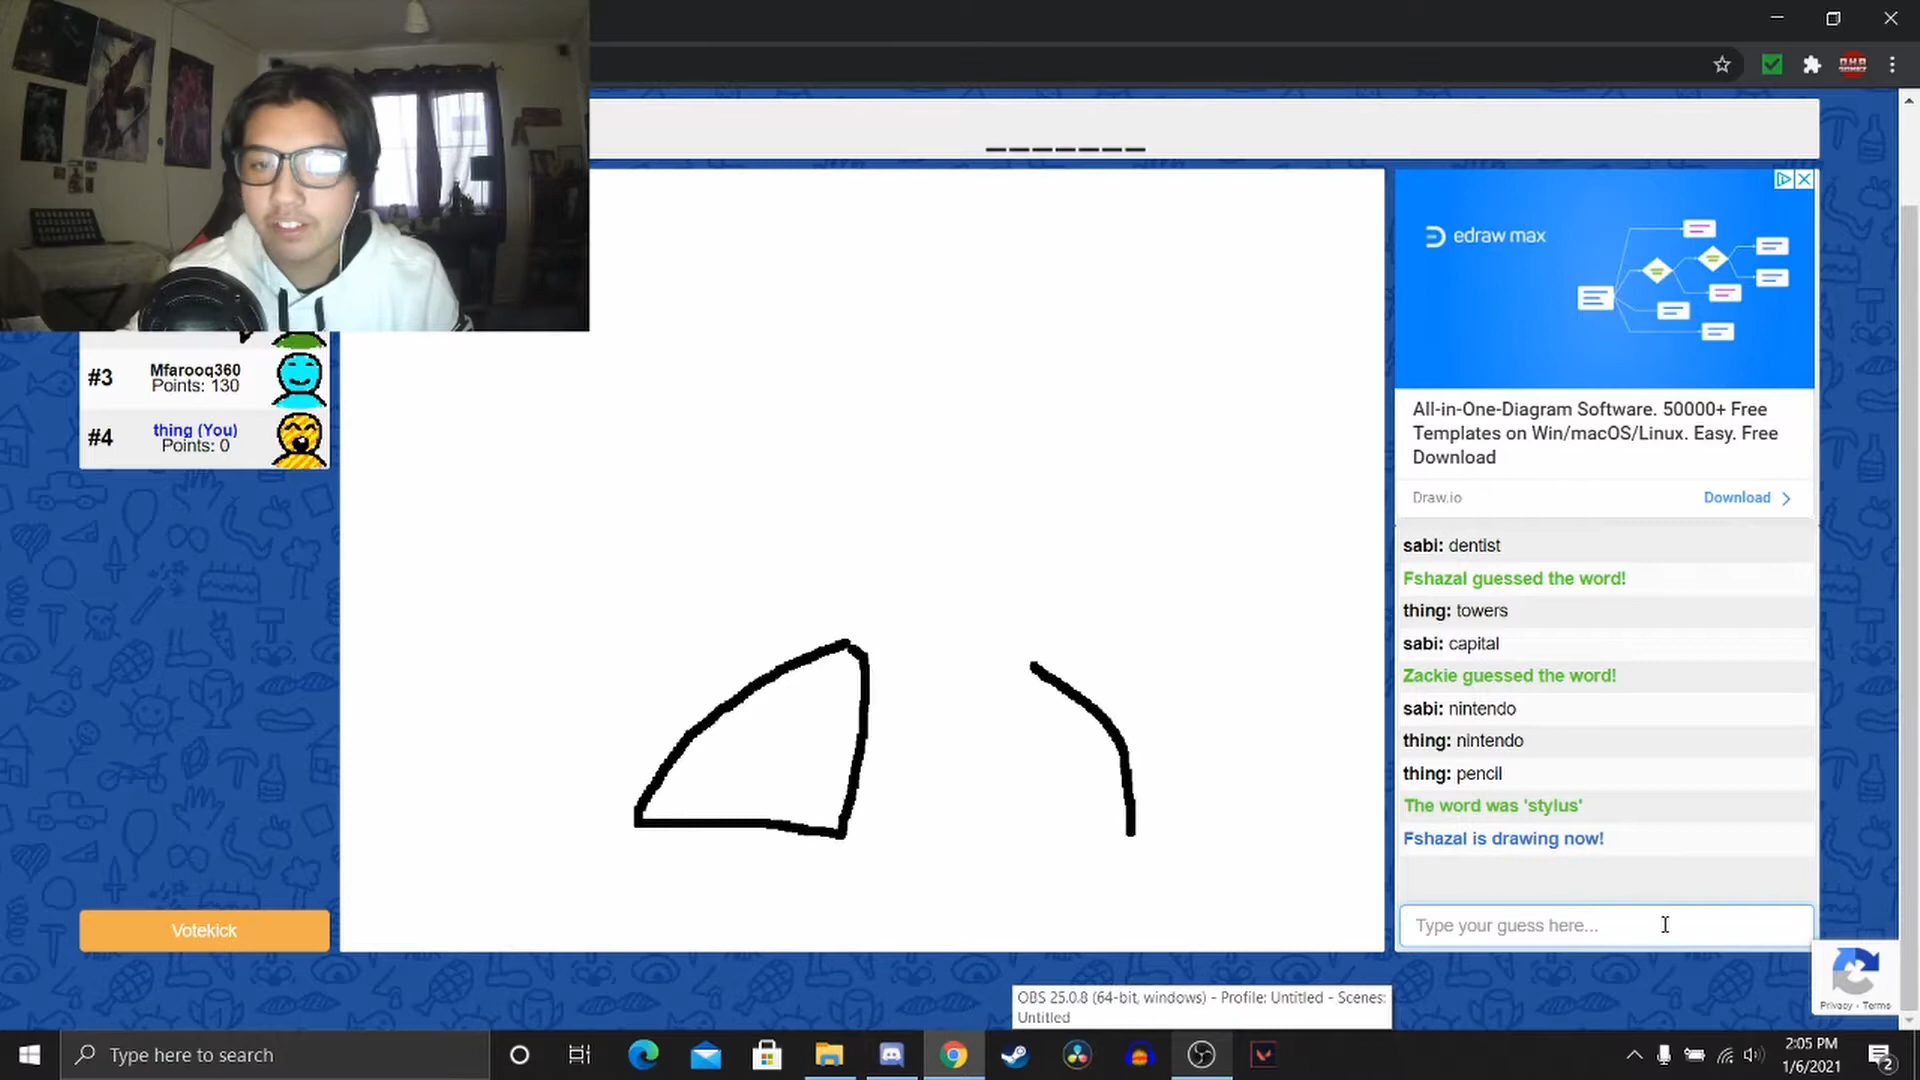 _______
edraw max
#3
Mfarooq360
Points: 130
#4
thing (You)
Points: 0
All-in-One-Diagram Software. 50000+ Free
Templates on Win/macOS/Linux. Easy. Free
Download
Draw.io
Download
sabi: dentist
Fshazal guessed the word!
thing: towers
sabi: capital
Zackie guessed the word!
sabi: nintendo
thing: nintendo
thing: pencil
The word was 'stylus'
Fshazal is drawing now!
Type your guess here...
Votekick
Privacy - Terms
OBS 25.0.8 (64-bit, windows) - Profile: Untitled - Scenes:
Untitled
Type here to search
2:05 PM
1/6/2021
2